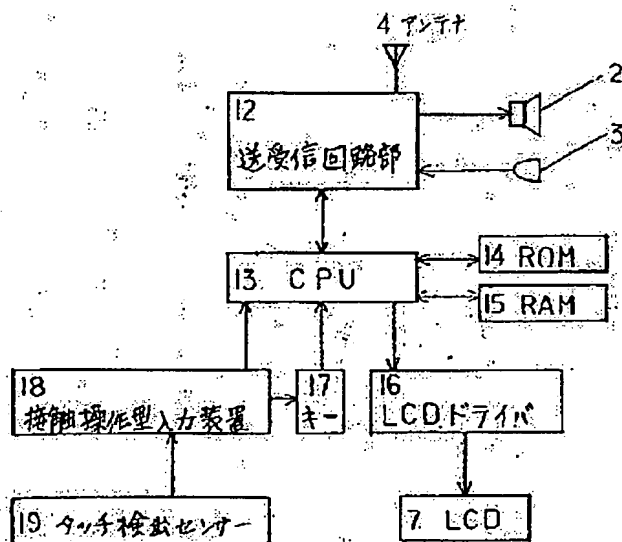 4 アンテナ
2
12
送受信回路部
3
13 CPU
14 ROM
15 RAM
18
接触操作型入力装置
17
キー
16
LCDドライバ
19 タッチ検出センサー
7 LCD